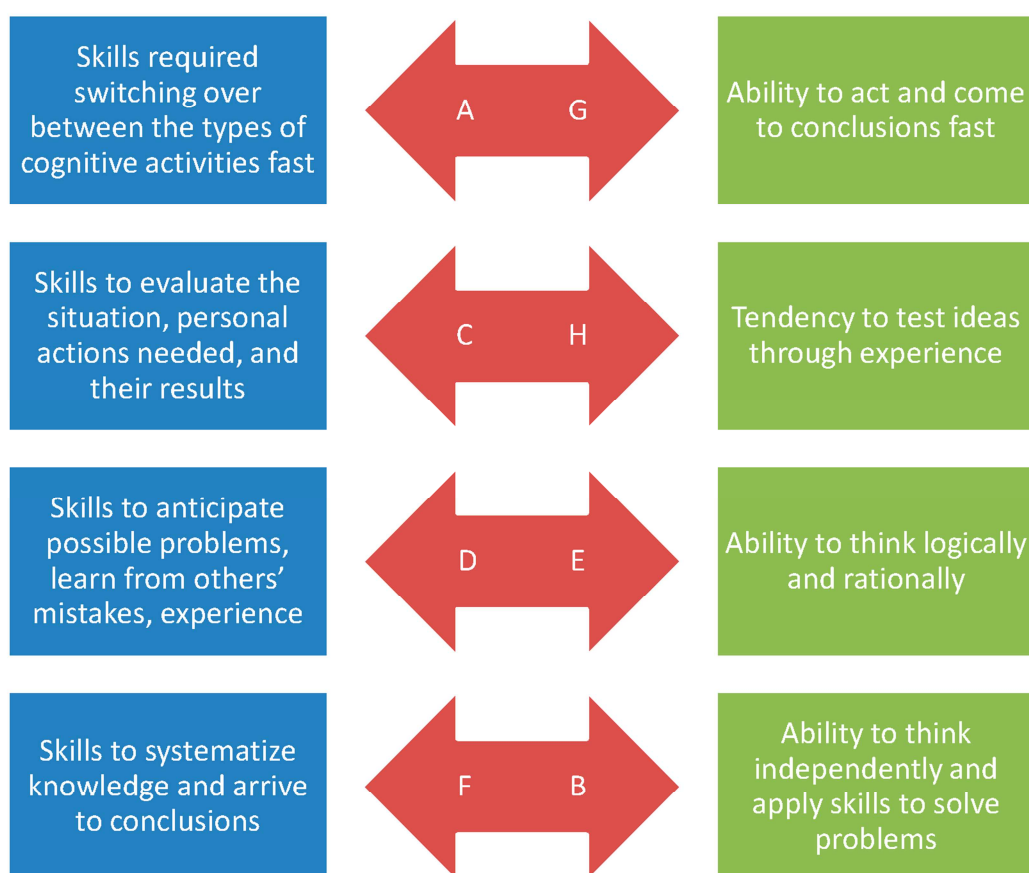 Skills required
switching over
between the types of
cognitive activities fast
A G
Ability to act and come
to conclusions fast
Skills to evaluate the
situation, personal
actions needed, and
their results
C H
Tendency to test ideas
through experience
Skills to anticipate
possible problems,
learn from others’
mistakes, experience
D E
Ability to think logically
and rationally
Skills to systematize
knowledge and arrive
to conclusions
F B
Ability to think
independently and
apply skills to solve
problems